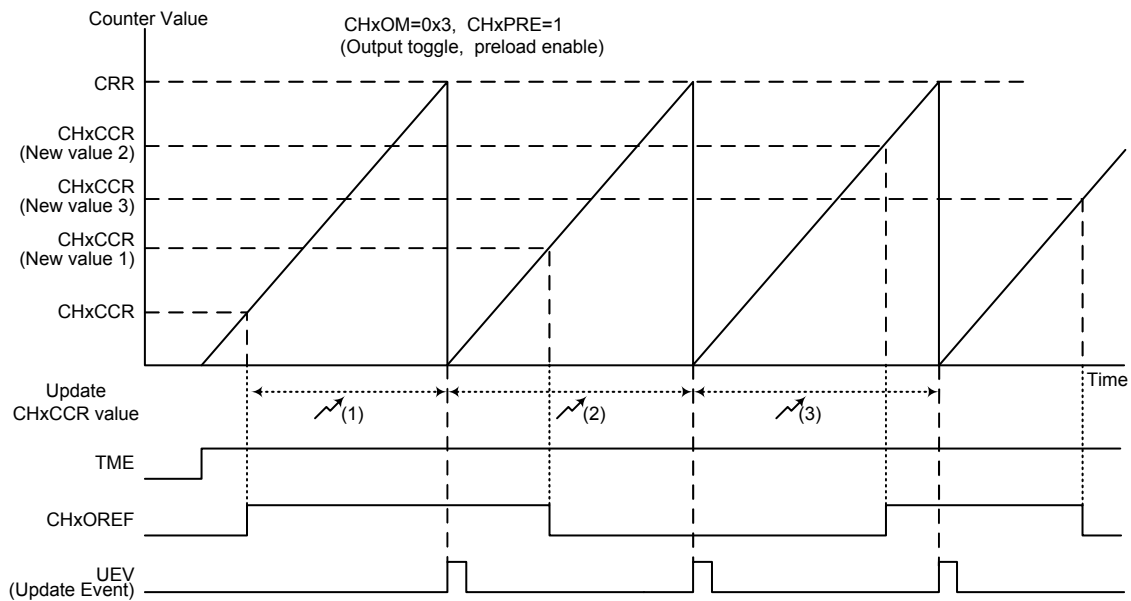 Counter Value
CHxOM=0x3, CHxPRE=1
(Output toggle, preload enable)
CRR
CHxCCR
(New value 2)
CHxCCR
(New value 3)
CHxCCR
(New value 1)
CHxCCR
Time
Update
CHxCCR value
(1)
(2)
(3)
TME
CHxOREF
UEV
(Update Event)